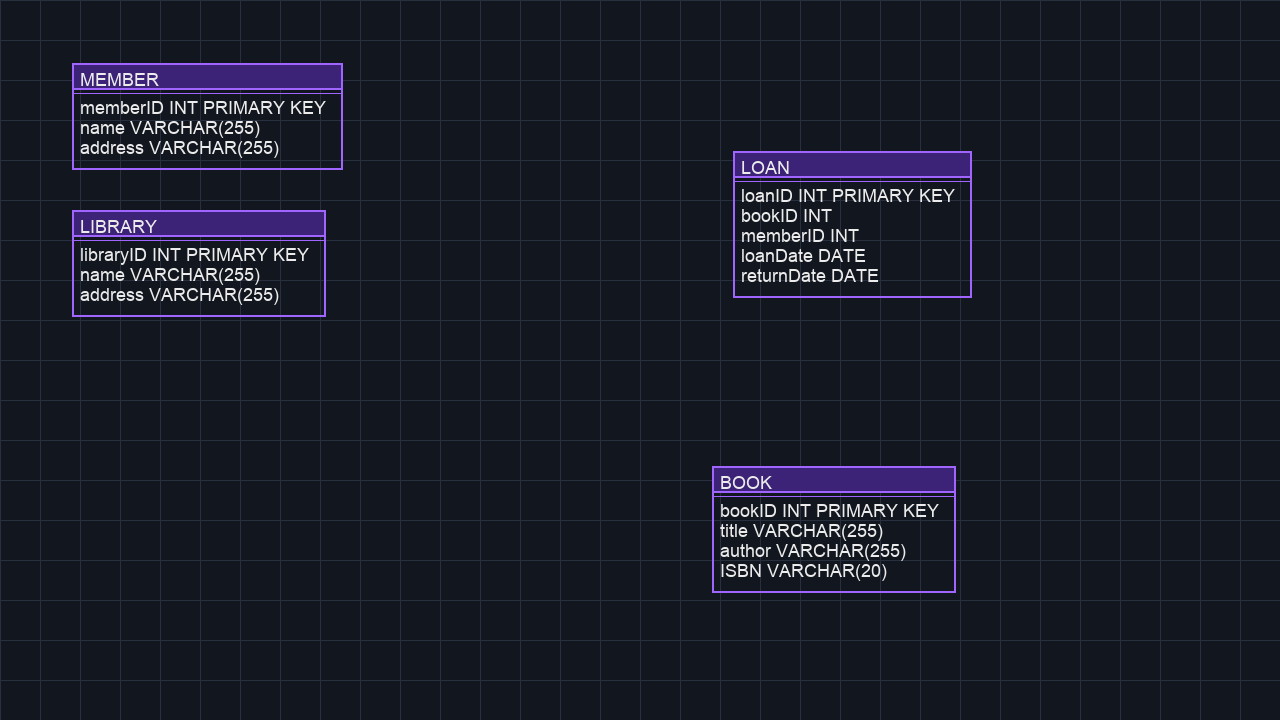 MEMBER
memberID INT PRIMARY KEY
name VARCHAR(255)
address VARCHAR(255)
LIBRARY
libraryID INT PRIMARY KEY
name VARCHAR(255)
address VARCHAR(255)
LOAN
loanID INT PRIMARY KEY
bookID INT
memberID INT
loanDate DATE
returnDate DATE
BOOK
bookID INT PRIMARY KEY
title VARCHAR(255)
author VARCHAR(255)
ISBN VARCHAR(20)